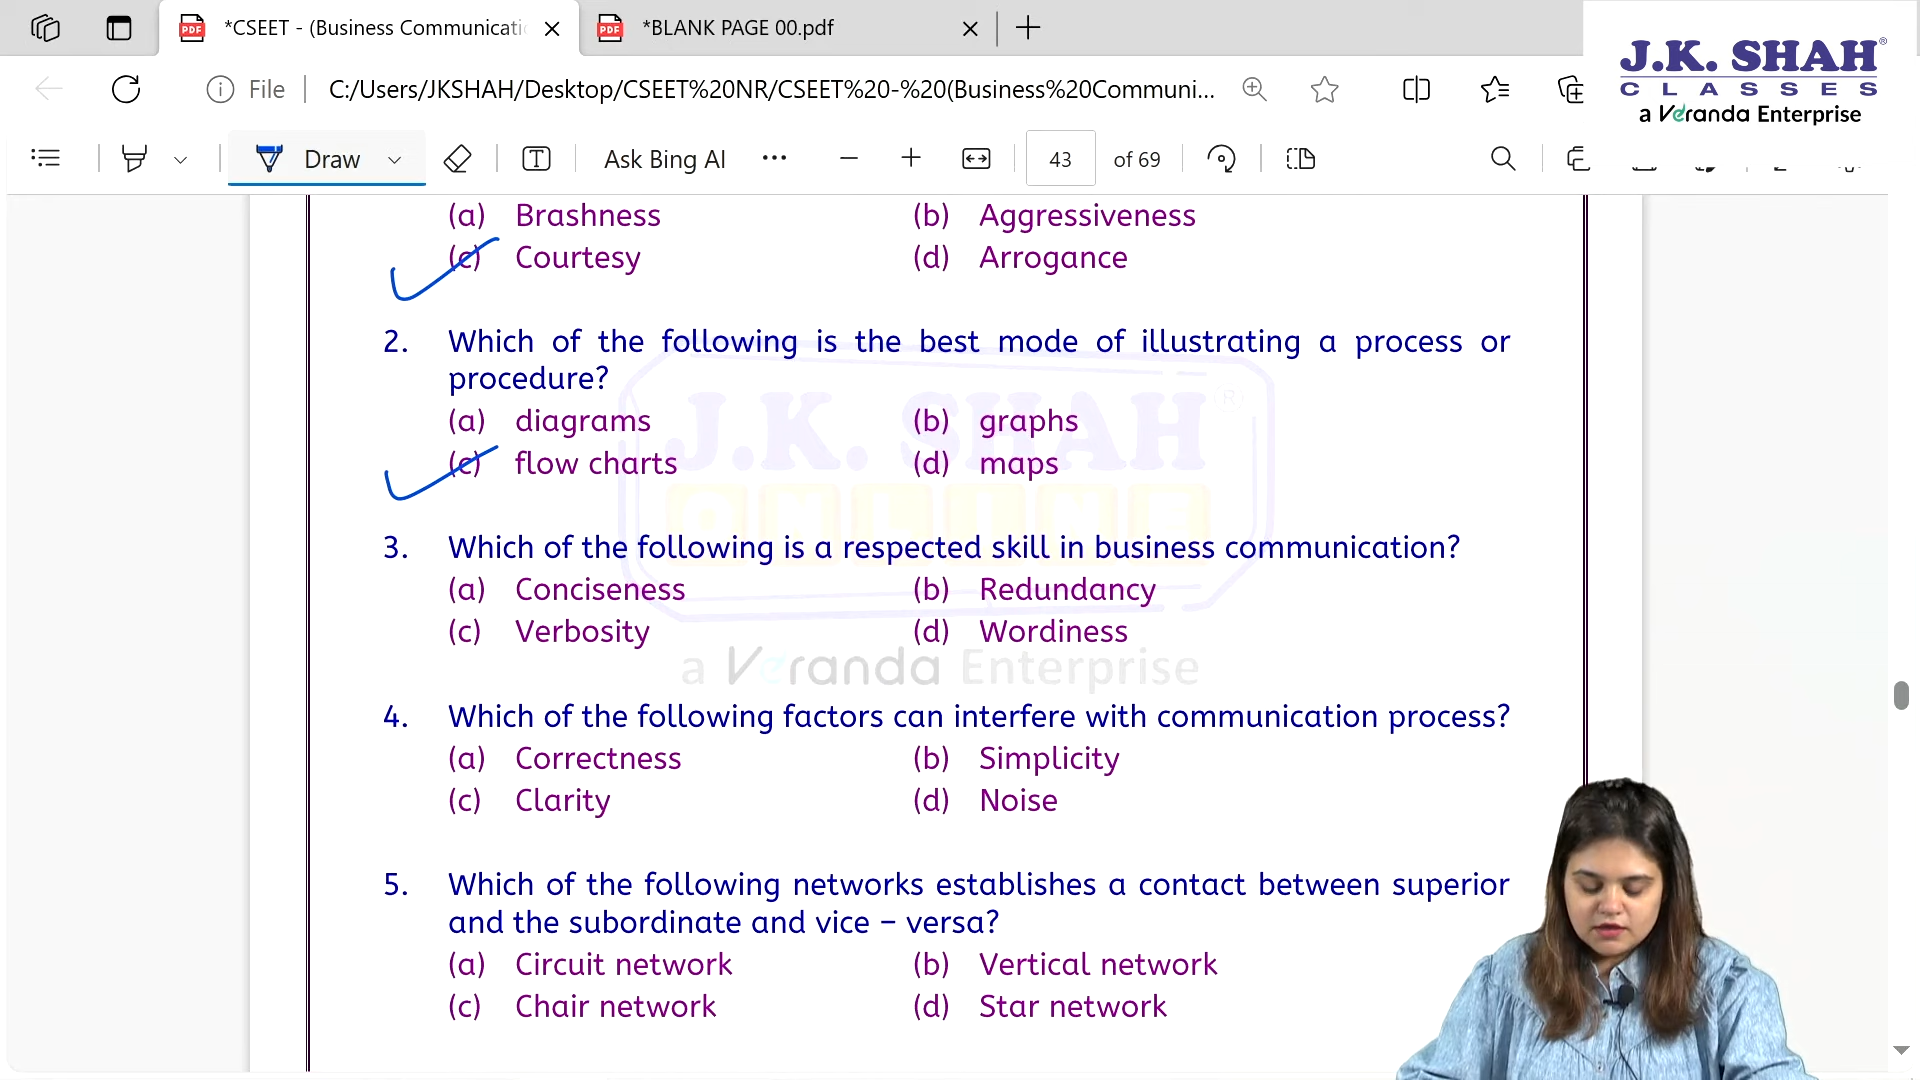 *CSEET - (Business Communicati
*BLANK PAGE 00.pdf
J.K. SHAH®
CLASSES
a Veranda Enterprise
File
C:/Users/JKSHAH/Desktop/CSEET%20NR/CSEET%20-%20(Business%20Communi...
Draw
Ask Bing AI
43
of 69
(a) Brashness (b) Aggressiveness
(c) Courtesy (d) Arrogance
2. Which of the following is the best mode of illustrating a process or
procedure?
(a) diagrams (b) graphs
(c) flow charts (d) maps
3. Which of the following is a respected skill in business communication?
(a) Conciseness (b) Redundancy
(c) Verbosity (d) Wordiness
4. Which of the following factors can interfere with communication process?
(a) Correctness (b) Simplicity
(c) Clarity (d) Noise
5. Which of the following networks establishes a contact between superior
and the subordinate and vice – versa?
(a) Circuit network (b) Vertical network
(c) Chair network (d) Star network
J.K. SHAH®
ONLINE
a Veranda Enterprise